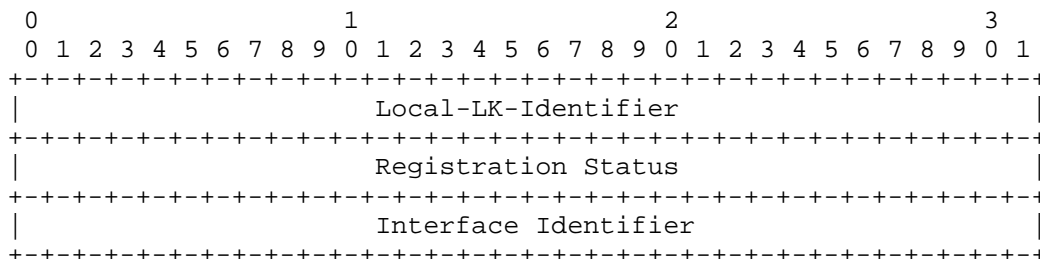 0                   1                   2                   3
 0 1 2 3 4 5 6 7 8 9 0 1 2 3 4 5 6 7 8 9 0 1 2 3 4 5 6 7 8 9 0 1
+-+-+-+-+-+-+-+-+-+-+-+-+-+-+-+-+-+-+-+-+-+-+-+-+-+-+-+-+-+-+-+-+
|                      Local-LK-Identifier                      |
+-+-+-+-+-+-+-+-+-+-+-+-+-+-+-+-+-+-+-+-+-+-+-+-+-+-+-+-+-+-+-+-+
|                      Registration Status                      |
+-+-+-+-+-+-+-+-+-+-+-+-+-+-+-+-+-+-+-+-+-+-+-+-+-+-+-+-+-+-+-+-+
|                      Interface Identifier                     |
+-+-+-+-+-+-+-+-+-+-+-+-+-+-+-+-+-+-+-+-+-+-+-+-+-+-+-+-+-+-+-+-+